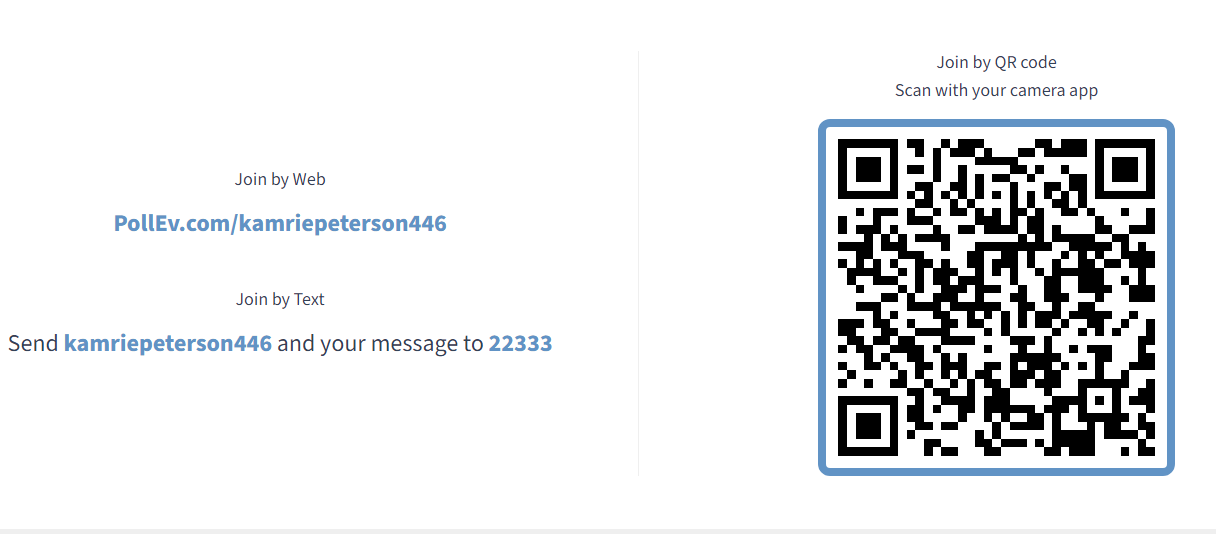 Join by Web
PollEv.com/kamriepeterson446
Join by Text
Send kamriepeterson446 and your message to 22333
Join by QR code
Scan with your camera app